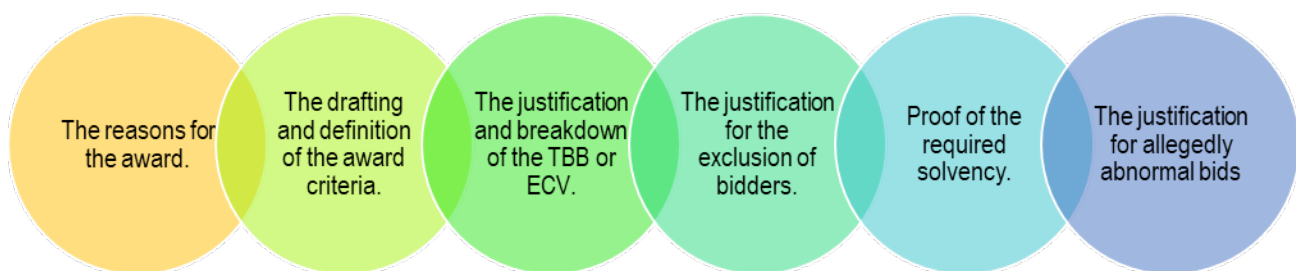 The reasons for
the award.
The drafting
and definition
of the award
criteria.
The justification
and breakdown
of the TBB or
ECV.
The justification
for the
exclusion of
bidders.
Proof of the
required
solvency.
The justification
for allegedly
abnormal bids